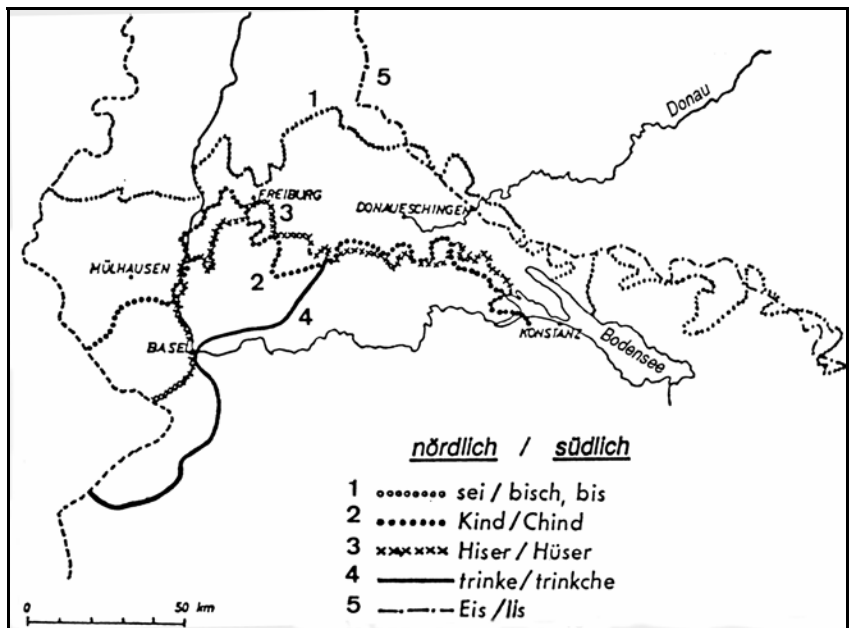 5
1
Donau
FREIBURG
3
DONAUESCHINGEN
MÜLHAUSEN
2
4
BASEL
KONSTANZ
Bodensee
nördlich / südlich
1 sei / bisch, bis
2 Kind / Chind
3 Hiser / Hüser
4 trinke / trinkche
5 Eis / Iis
0 50 km